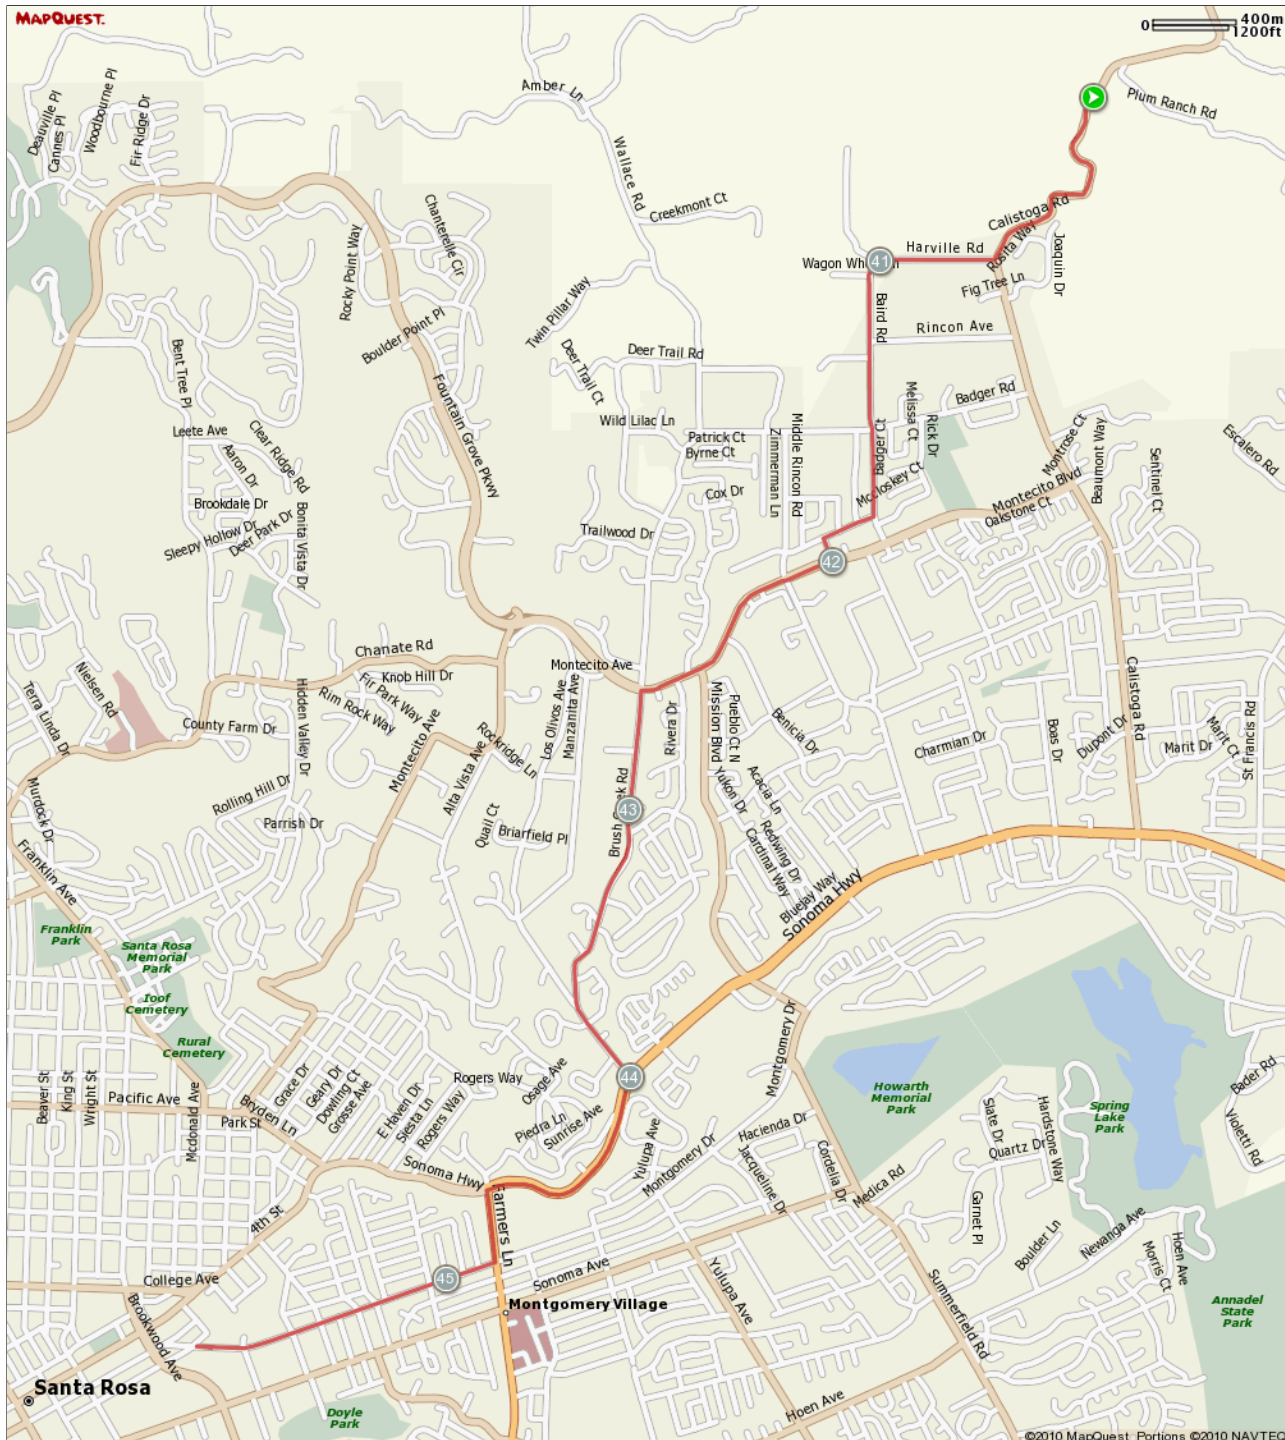 MAPQUEST.
0
400m
1200ft
Amber Ln
Plum Ranch Rd
Deauville Pl
Cannes Pl
Woodbourne Pl
Fir Ridge Dr
Wallace Rd
Creekmont Ct
Chanterelle Cir
Calistoga Rd
Rosita Way
Joaquin Dr
Harville Rd
41
Fig Tree Ln
Rocky Point Way
Twin Pillar Way
Baird Rd
Rincon Ave
Boulder Point Pl
Bent Tree Pl
Deer Trail Rd
Deer Trail Ct
Fountain Grove Pkwy
Melissa Ct
Rick Dr
Badger Rd
Badger Ct
Leete Ave
Clear Ridge Rd
Aaron Dr
Wild Lilac Ln
Patrick Ct
Byrne Ct
Zimmerman Ln
Middle Rincon Rd
Montrose Ct
Beaumont Way
Sentinel Ct
Escalero Rd
Mccloskey Ct
Montecito Blvd
Oakstone Ct
Cox Dr
Brookdale Dr
Sleepy Hollow Dr
Deer Park Dr
Bonita Vista Dr
Trailwood Dr
42
Chanate Rd
Knob Hill Dr
Montecito Ave
Nielsen Rd
Terra Linda Dr
Hidden Valley Dr
Fir Park Way
Rim Rock Way
County Farm Dr
Montecito Ave
Alta Vista Ave
Rockridge Ln
Los Olivos Ave
Manzanita Ave
Rivera Dr
Mission Blvd
Pueblo Ct N
Benicia Dr
Charmian Dr
Boas Dr
Dupont Dr
Calistoga Rd
Marit Dr
Marit Ct
St Francis Rd
Murdock Dr
Rolling Hill Dr
Parrish Dr
Quail Ct
Briarfield Pl
43
Yukon Dr
Acacia Ln
Redwing Dr
Cardinal Way
Bluejay Way
Sonoma Hwy
Franklin Ave
Franklin
Park
Santa Rosa
Memorial
Park
Ioof
Cemetery
Rural
Cemetery
Montgomery Dr
Howarth
Memorial
Park
Spring
Lake
Park
Bader Rd
Violetti Rd
44
Beaver St
King St
Wright St
Pacific Ave
Mcdonald Ave
Bryden Ln
Park St
Grace Dr
Geary Dr
Dowling Ct
Grosse Ave
E Haven Dr
Siesta Ln
Rogers Way
Rogers Way
Osage Ave
Piedra Ln
Sunrise Ave
Yulupa Ave
Montgomery Dr
Hacienda Dr
Jacqueline Dr
Cordelia Dr
Medica Rd
Slate Dr
Quartz Dr
Hardstone Way
Garnet Pl
Boulder Ln
Newanga Ave
Hoen Ave
Morris Ct
Sonoma Hwy
Farmers Ln
4th St
College Ave
45
Sonoma Ave
Montgomery Village
Yulupa Ave
Summerfield Rd
Annadel
State
Park
Brookwood Ave
Santa Rosa
Doyle
Park
Hoen Ave
©2010 MapQuest Portions ©2010 NAVTEQ